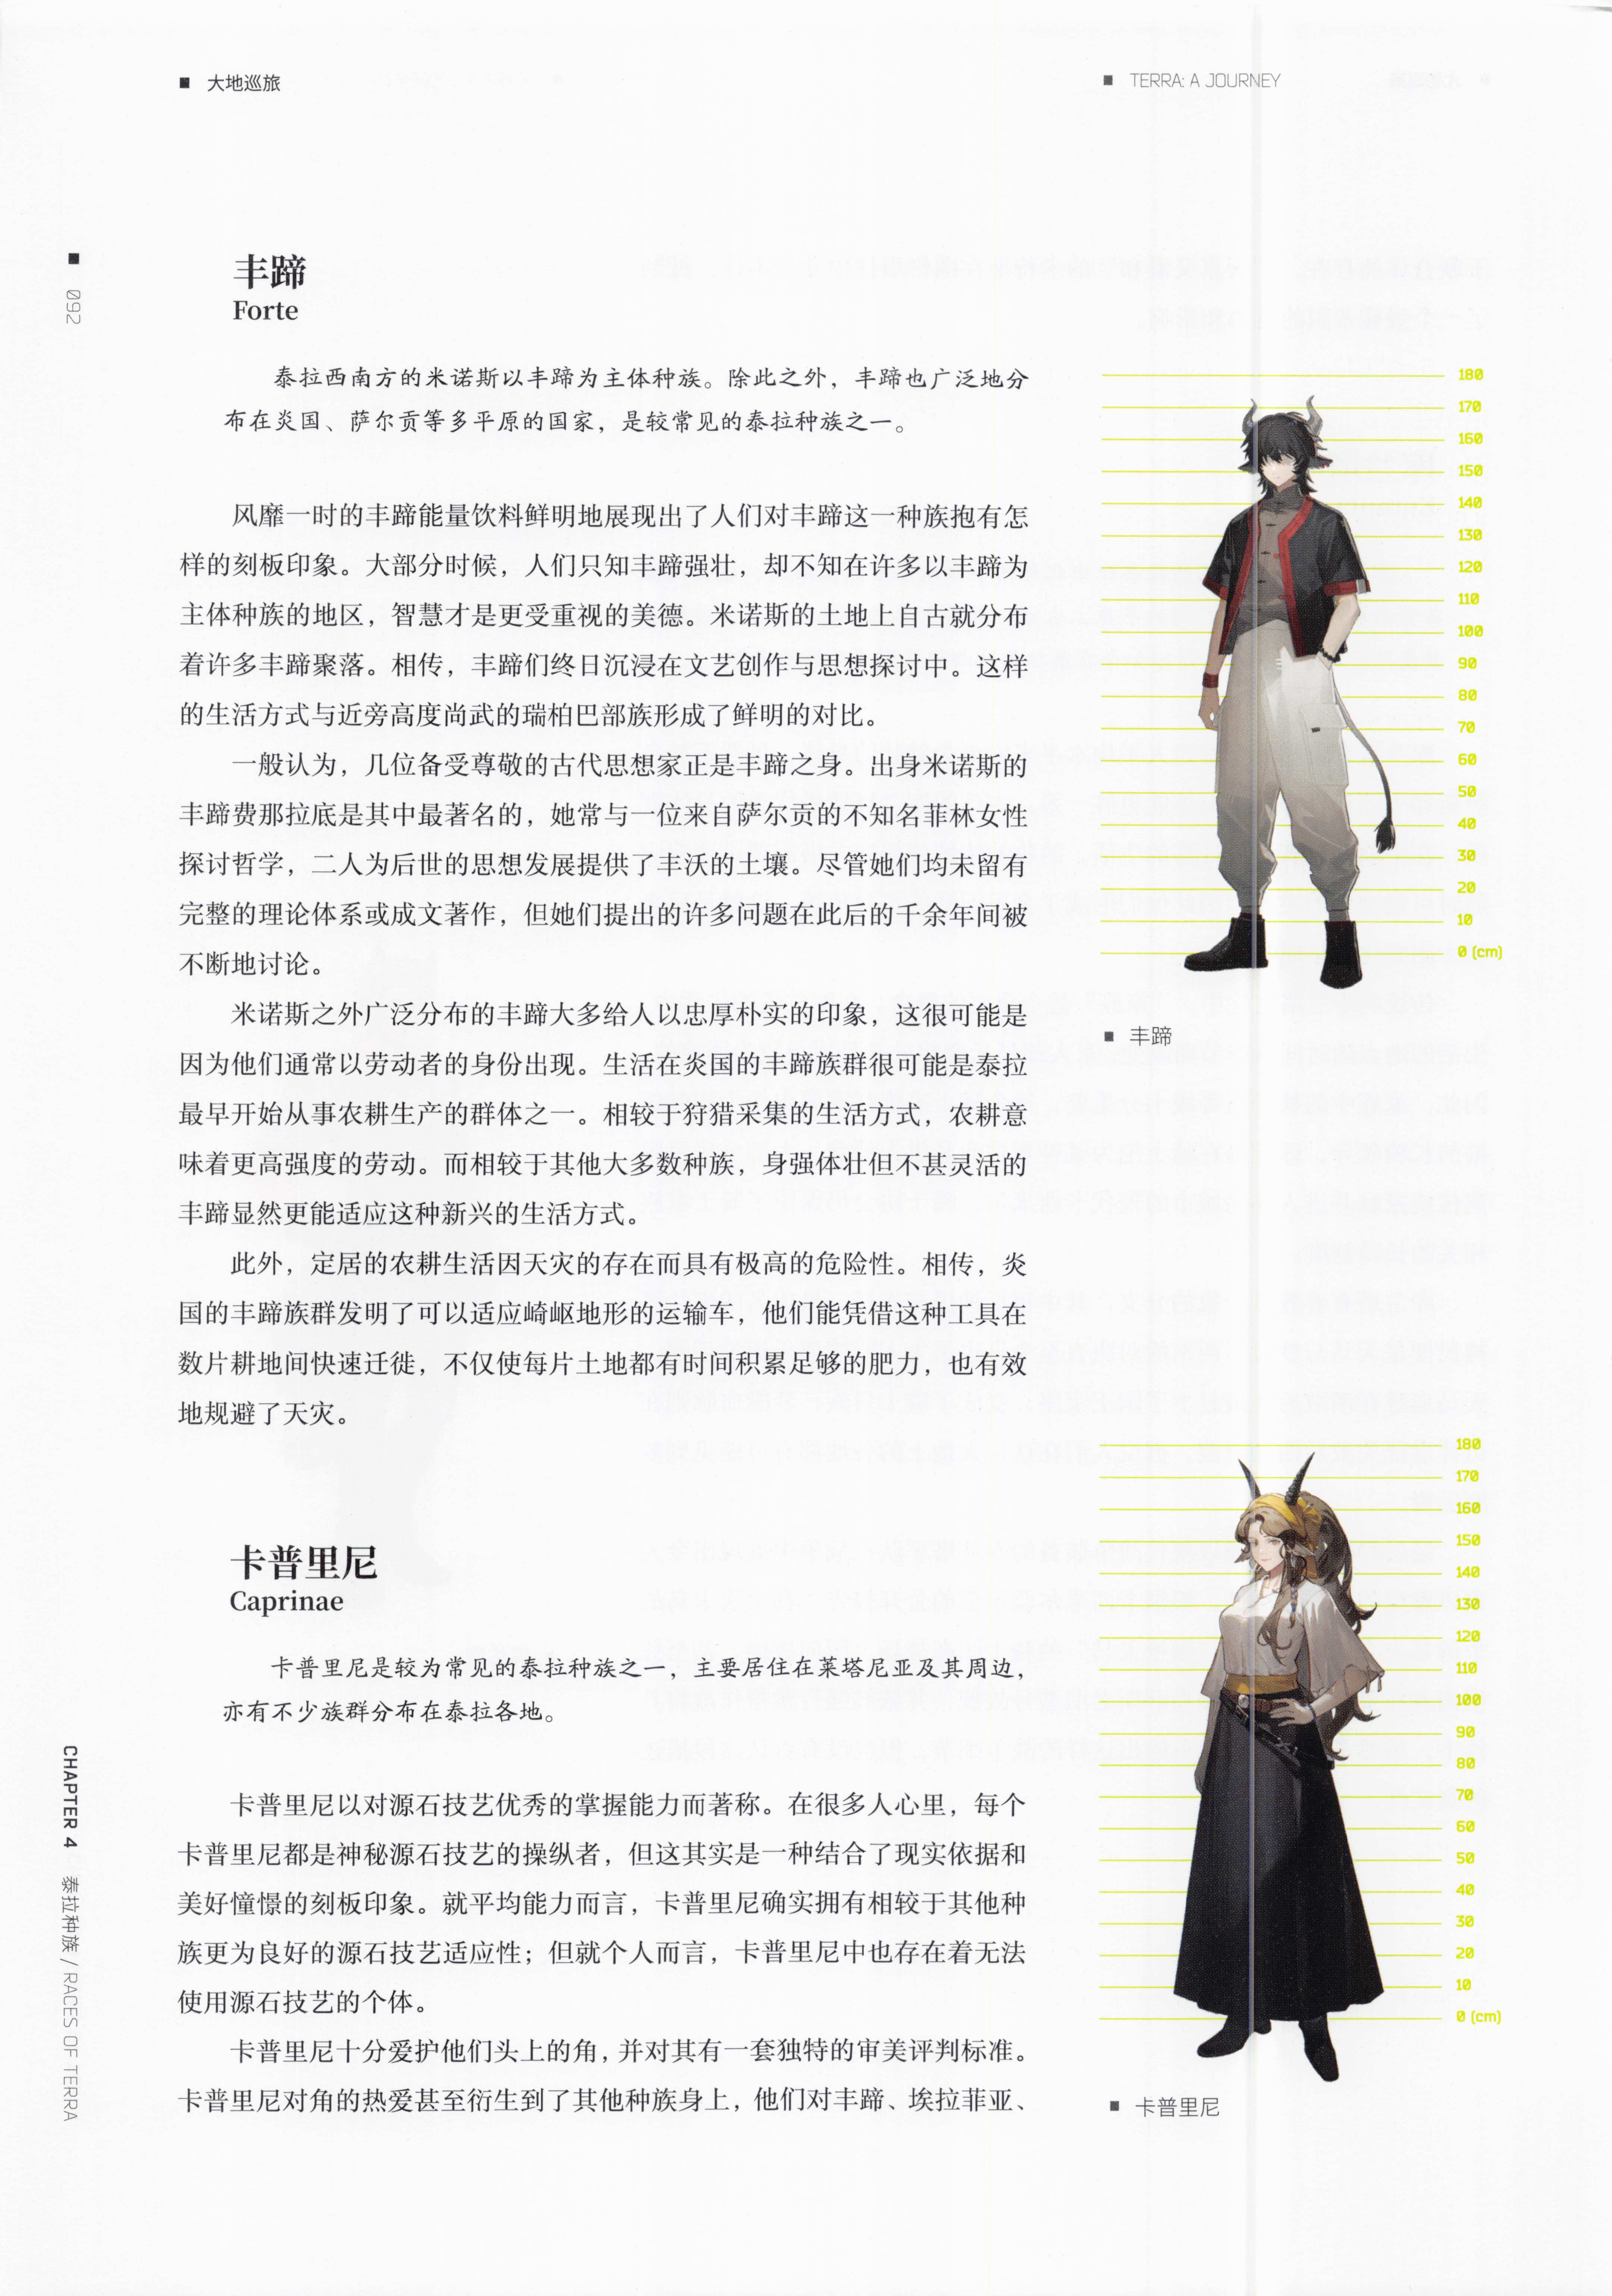 ■ 大地巡旅
■ TERRA: A JOURNEY
■ 092
丰蹄
Forte
泰拉西南方的米诺斯以丰蹄为主体种族。除此之外，丰蹄也广泛地分
布在炎国、萨尔贡等多平原的国家，是较常见的泰拉种族之一。
风靡一时的丰蹄能量饮料鲜明地展现出了人们对丰蹄这一种族抱有怎
样的刻板印象。大部分时候，人们只知丰蹄强壮，却不知在许多以丰蹄为
主体种族的地区，智慧才是更受重视的美德。米诺斯的土地上自古就分布
着许多丰蹄聚落。相传，丰蹄们终日沉浸在文艺创作与思想探讨中。这样
的生活方式与近旁高度尚武的瑞柏巴部族形成了鲜明的对比。
一般认为，几位备受尊敬的古代思想家正是丰蹄之身。出身米诺斯的
丰蹄费那拉底是其中最著名的，她常与一位来自萨尔贡的不知名菲林女性
探讨哲学，二人为后世的思想发展提供了丰沃的土壤。尽管她们均未留有
完整的理论体系或成文著作，但她们提出的许多问题在此后的千余年间被
不断地讨论。
米诺斯之外广泛分布的丰蹄大多给人以忠厚朴实的印象，这很可能是
因为他们通常以劳动者的身份出现。生活在炎国的丰蹄族群很可能是泰拉
最早开始从事农耕生产的群体之一。相较于狩猎采集的生活方式，农耕意
味着更高强度的劳动。而相较于其他大多数种族，身强体壮但不甚灵活的
丰蹄显然更能适应这种新兴的生活方式。
此外，定居的农耕生活因天灾的存在而具有极高的危险性。相传，炎
国的丰蹄族群发明了可以适应崎岖地形的运输车，他们能凭借这种工具在
数片耕地间快速迁徙，不仅使每片土地都有时间积累足够的肥力，也有效
地规避了天灾。
180
170
160
150
140
130
120
110
100
90
80
70
60
50
40
30
20
10
0 (cm)
■ 丰蹄
卡普里尼
Caprinae
卡普里尼是较为常见的泰拉种族之一，主要居住在莱塔尼亚及其周边，
亦有不少族群分布在泰拉各地。
卡普里尼以对源石技艺优秀的掌握能力而著称。在很多人心里，每个
卡普里尼都是神秘源石技艺的操纵者，但这其实是一种结合了现实依据和
美好憧憬的刻板印象。就平均能力而言，卡普里尼确实拥有相较于其他种
族更为良好的源石技艺适应性；但就个人而言，卡普里尼中也存在着无法
使用源石技艺的个体。
卡普里尼十分爱护他们头上的角，并对其有一套独特的审美评判标准。
卡普里尼对角的热爱甚至衍生到了其他种族身上，他们对丰蹄、埃拉菲亚、
180
170
160
150
140
130
120
110
100
90
80
70
60
50
40
30
20
10
0 (cm)
■ 卡普里尼
CHAPTER 4 泰拉种族 / RACES OF TERRA